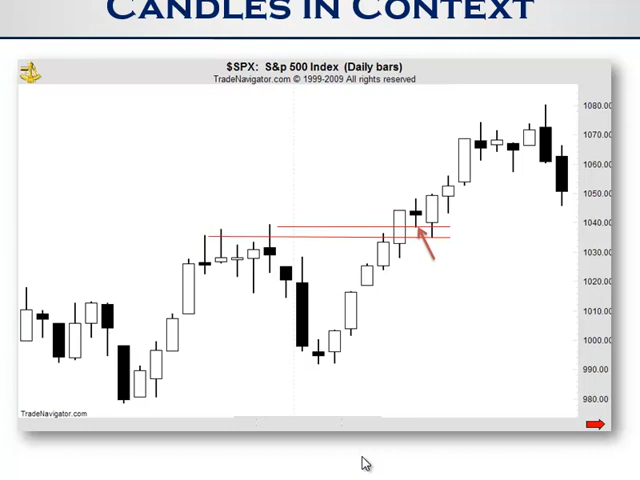 CANDLES IN CONTEXT
$SPX: S&p 500 Index (Daily bars)
TradeNavigator.com © 1999-2009 All rights reserved
1080.00
1070.00
1060.00
1050.00
1040.00
1030.00
1020.00
1010.00
1000.00
990.00
980.00
TradeNavigator.com